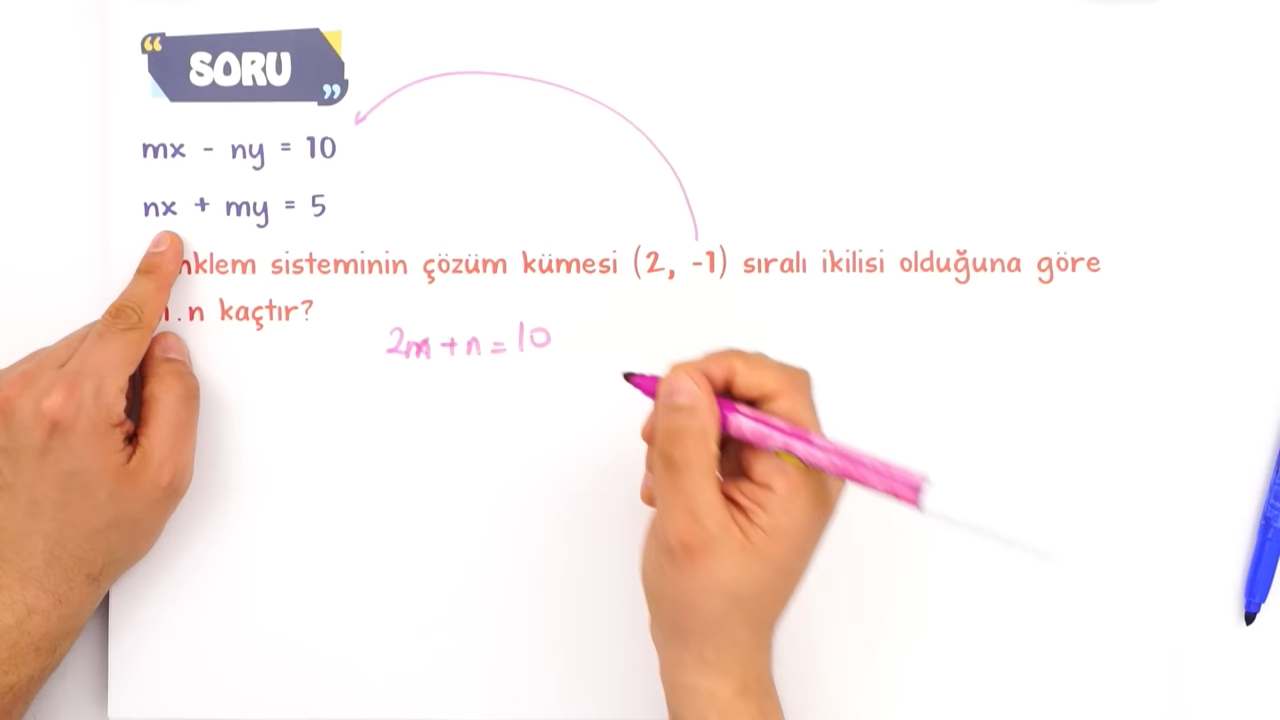 “ SORU ”
mx - ny = 10
nx + my = 5
sisteminin çözüm kümesi (2, -1) sıralı ikilisi olduğuna göre
.n kaçtır?
2m + n = 10